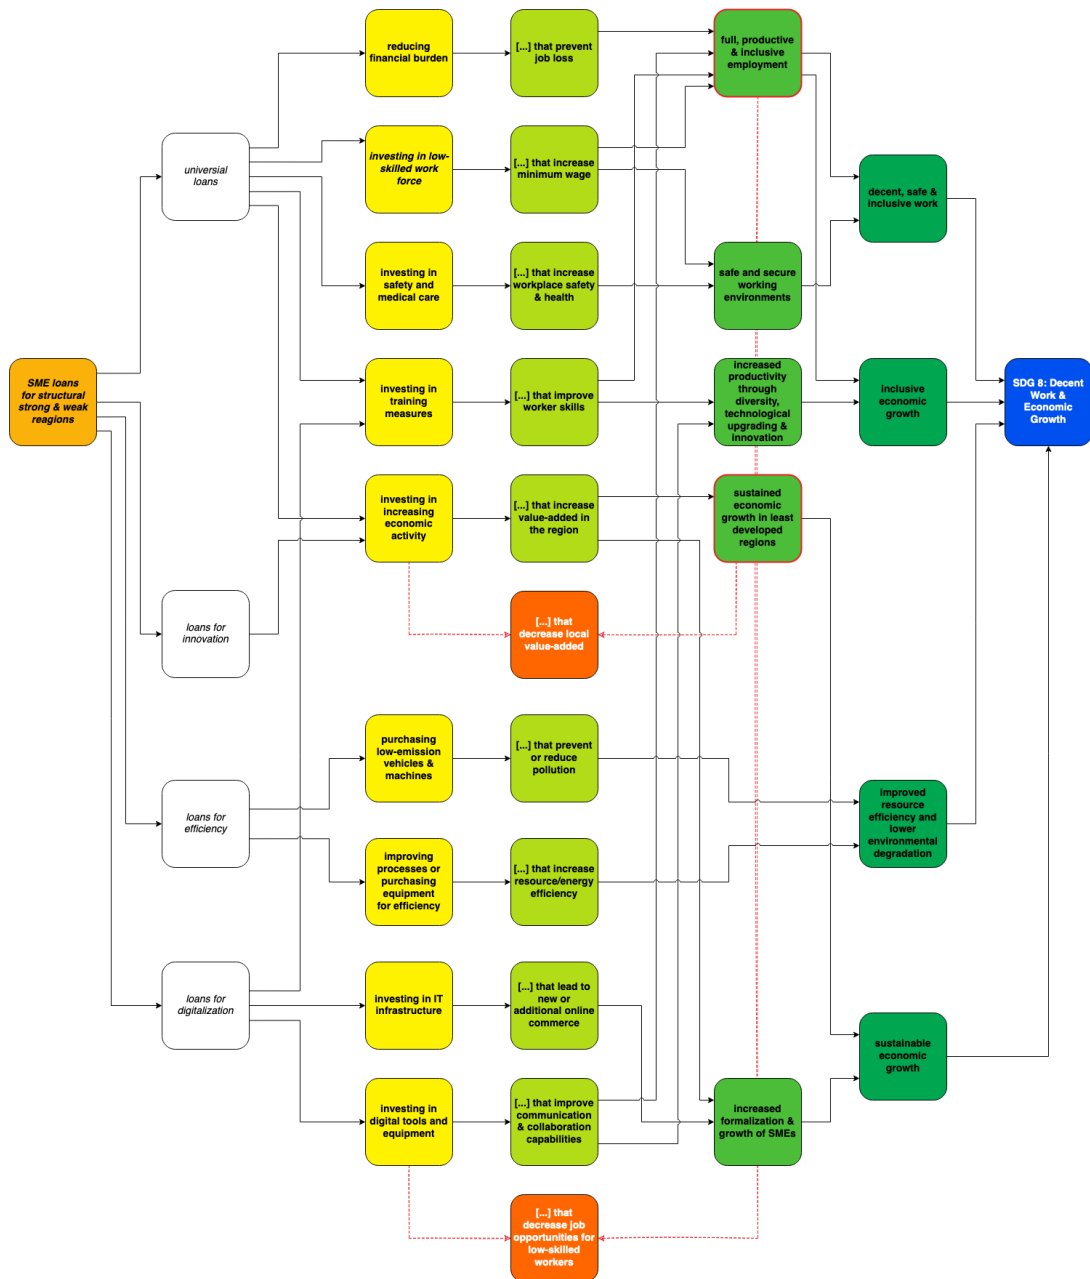 reducing
financial burden
[...] that prevent
job loss
full, productive
& inclusive
employment
universial
loans
investing in low-
skilled work
force
[...] that increase
minimum wage
decent, safe &
inclusive work
investing in
safety and
medical care
[...] that increase
workplace safety
& health
safe and secure
working
environments
SME loans
for structural
strong & weak
reagions
investing in
training
measures
[...] that improve
worker skills
increased
productivity
through
diversity,
technological
upgrading &
innovation
inclusive
economic
growth
SDG 8: Decent
Work &
Economic
Growth
investing in
increasing
economic
activity
[...] that increase
value-added in
the region
sustained
economic
growth in least
developed
regions
loans for
innovation
[...] that
decrease local
value-added
purchasing
low-emission
vehicles &
machines
[...] that prevent
or reduce
pollution
loans for
efficiency
improved
resource
efficiency and
lower
environmental
degradation
improving
processes or
purchasing
equipment
for efficiency
[...] that increase
resource/energy
efficiency
loans for
digitalization
investing in IT
infrastructure
[...] that lead to
new or
additional online
commerce
sustainable
economic
growth
investing in
digital tools and
equipment
[...] that improve
communication
& collaboration
capabilities
increased
formalization &
growth of SMEs
[...] that
decrease job
opportunities for
low-skilled
workers